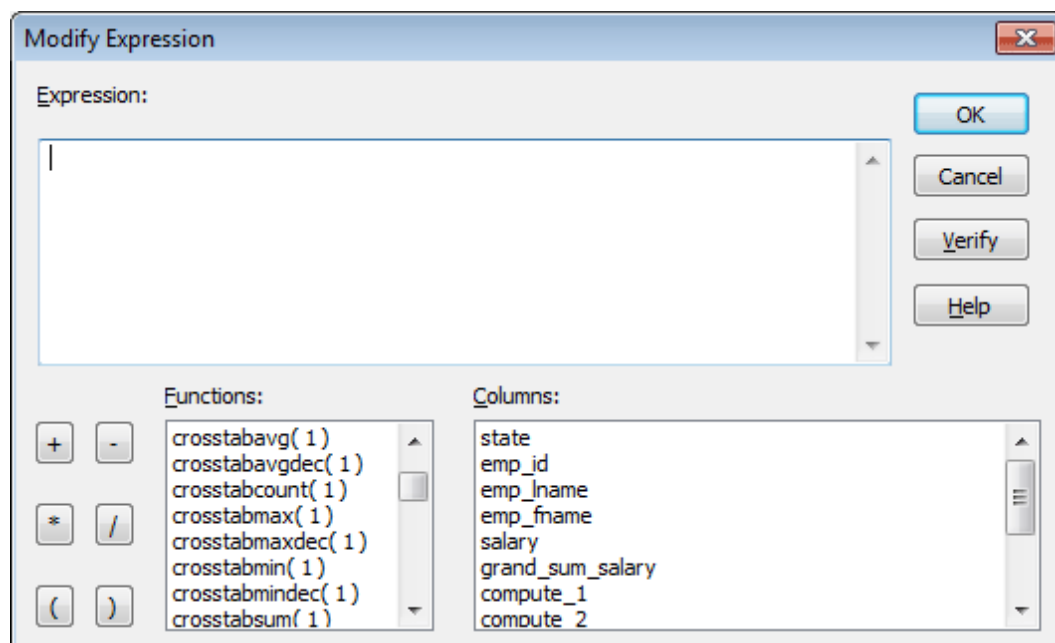 Modify Expression
Expression:
OK
Cancel
Verify
Help
Functions:
Columns:
+ -
* /
( )
crosstabavg( 1 )
crosstabavgdec( 1 )
crosstabcount( 1 )
crosstabmax( 1 )
crosstabmaxdec( 1 )
crosstabmin( 1 )
crosstabmindec( 1 )
crosstabsum( 1 )
state
emp_id
emp_lname
emp_fname
salary
grand_sum_salary
compute_1
compute_2